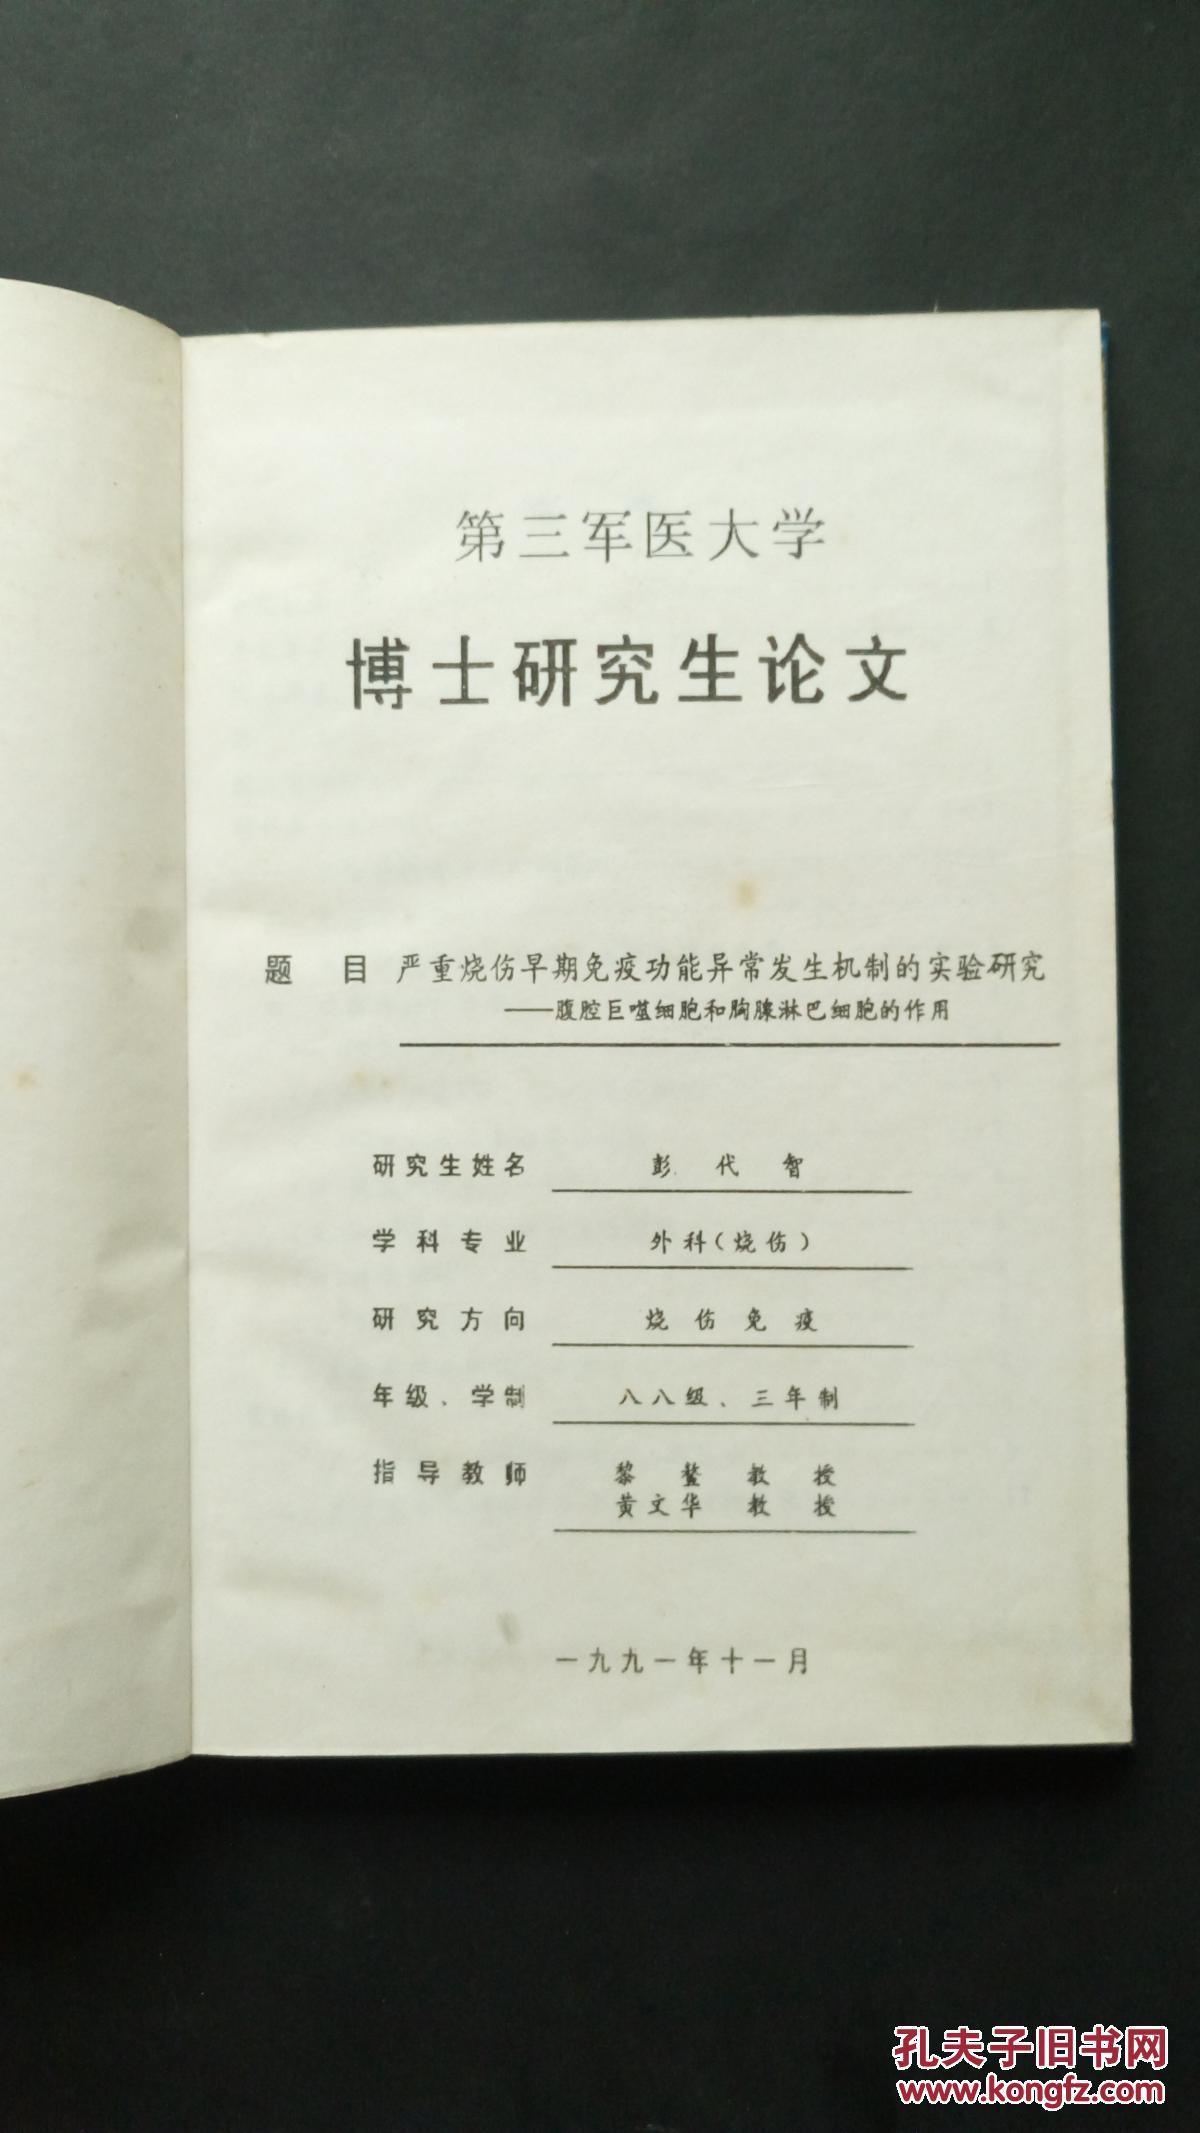 第三军医大学
博士研究生论文
题 目 严重烧伤早期免疫功能异常发生机制的实验研究
——腹腔巨噬细胞和胸腺淋巴细胞的作用
研究生姓名 彭代智
学科专业 外科(烧伤)
研究方向 烧伤免疫
年级、学制 八八级、三年制
指导教师 黎鳌 教授
黄文华 教授
一九九一年十一月
孔夫子旧书网
www.kongfz.com